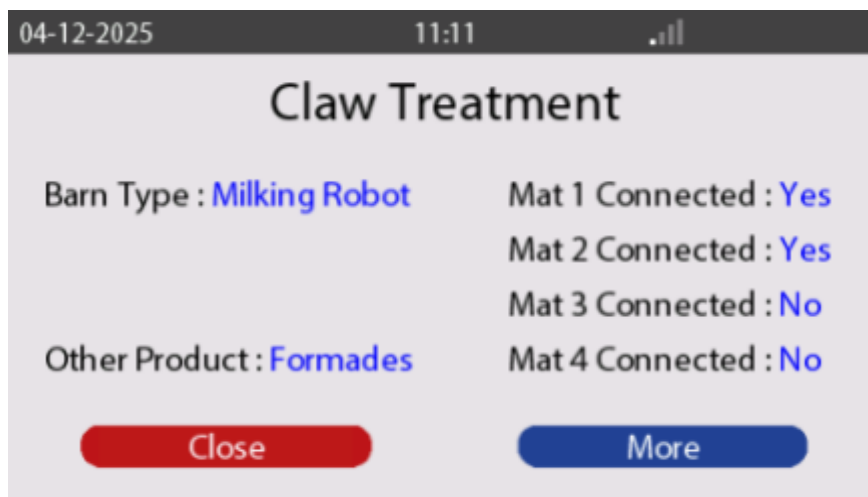 04-12-2025 11:11
Claw Treatment
Barn Type : Milking Robot
Mat 1 Connected : Yes
Mat 2 Connected : Yes
Mat 3 Connected : No
Other Product : Formades
Mat 4 Connected : No
Close
More